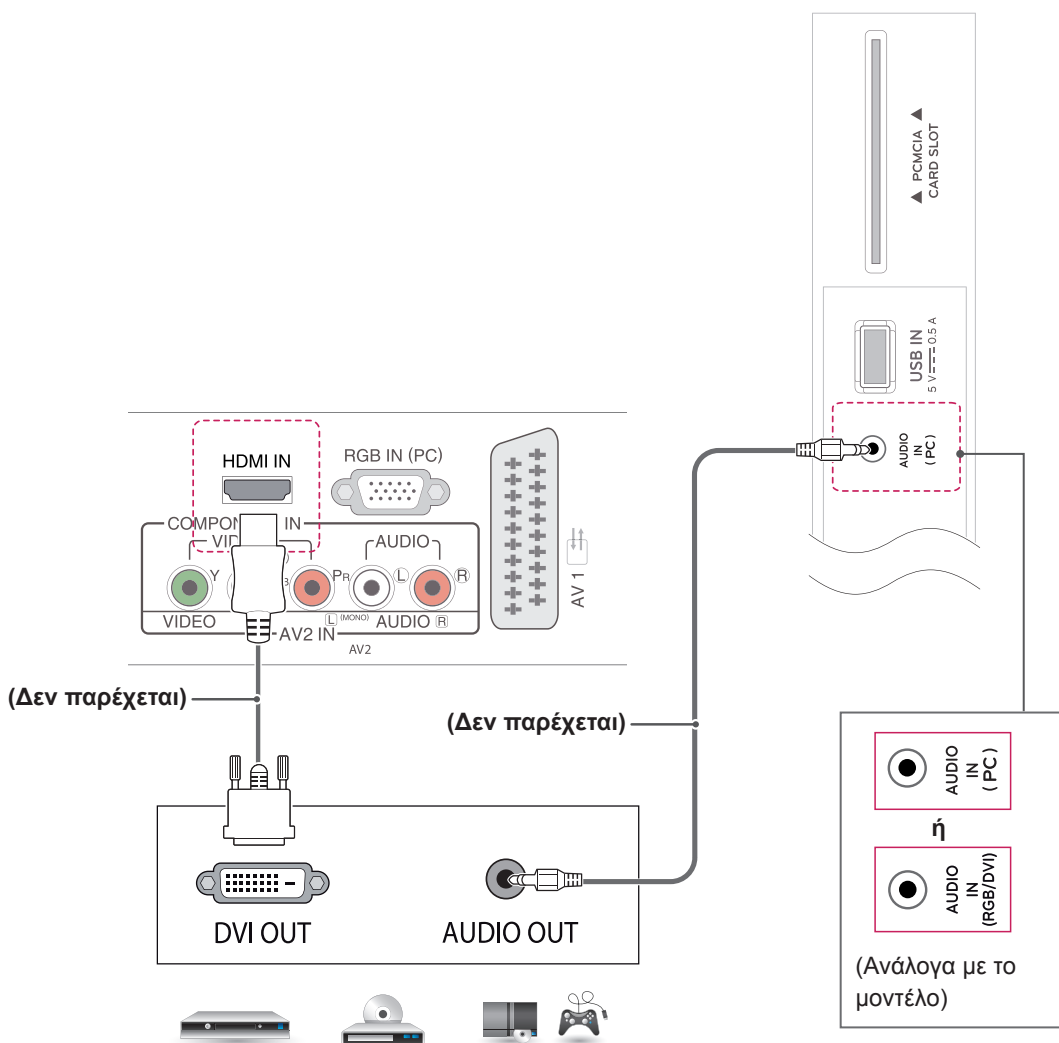 ▲ PCMCIA ▲
CARD SLOT
USB IN
5 V 0.5 A
AUDIO
IN
(PC)
HDMI IN
RGB IN (PC)
COMPON IN
VID
AUDIO
Y
B
PR
L
R
VIDEO
L (MONO) AUDIO R
AV2 IN
AV2
AV 1
(Δεν παρέχεται)
(Δεν παρέχεται)
DVI OUT
AUDIO OUT
AUDIO
IN
(PC)
ή
AUDIO
IN
(RGB/DVI)
(Ανάλογα με το
μοντέλο)